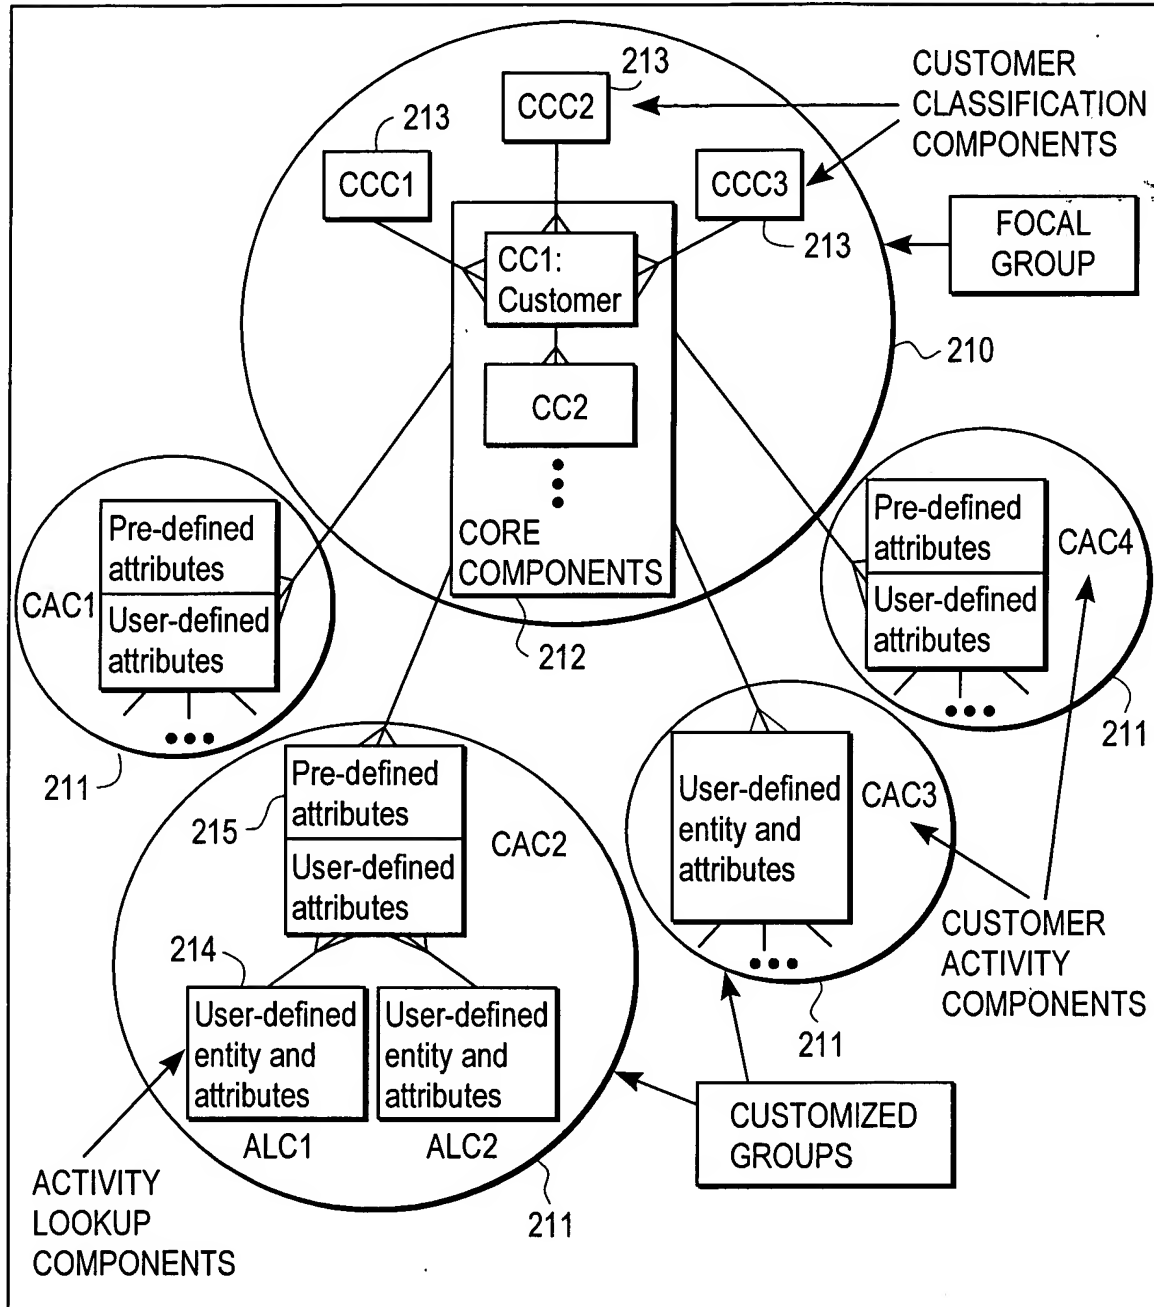 213
CUSTOMER
CLASSIFICATION
COMPONENTS
CCC2
213
CCC1
CCC3
213
FOCAL
GROUP
CC1:
Customer
210
CC2
CORE
COMPONENTS
212
Pre-defined
attributes
User-defined
attributes
CAC1
211
Pre-defined
attributes
User-defined
attributes
CAC4
211
Pre-defined
attributes
User-defined
attributes
215
CAC2
User-defined
entity and
attributes
CAC3
214
User-defined
entity and
attributes
ALC1
User-defined
entity and
attributes
ALC2
211
211
CUSTOMER
ACTIVITY
COMPONENTS
CUSTOMIZED
GROUPS
ACTIVITY
LOOKUP
COMPONENTS